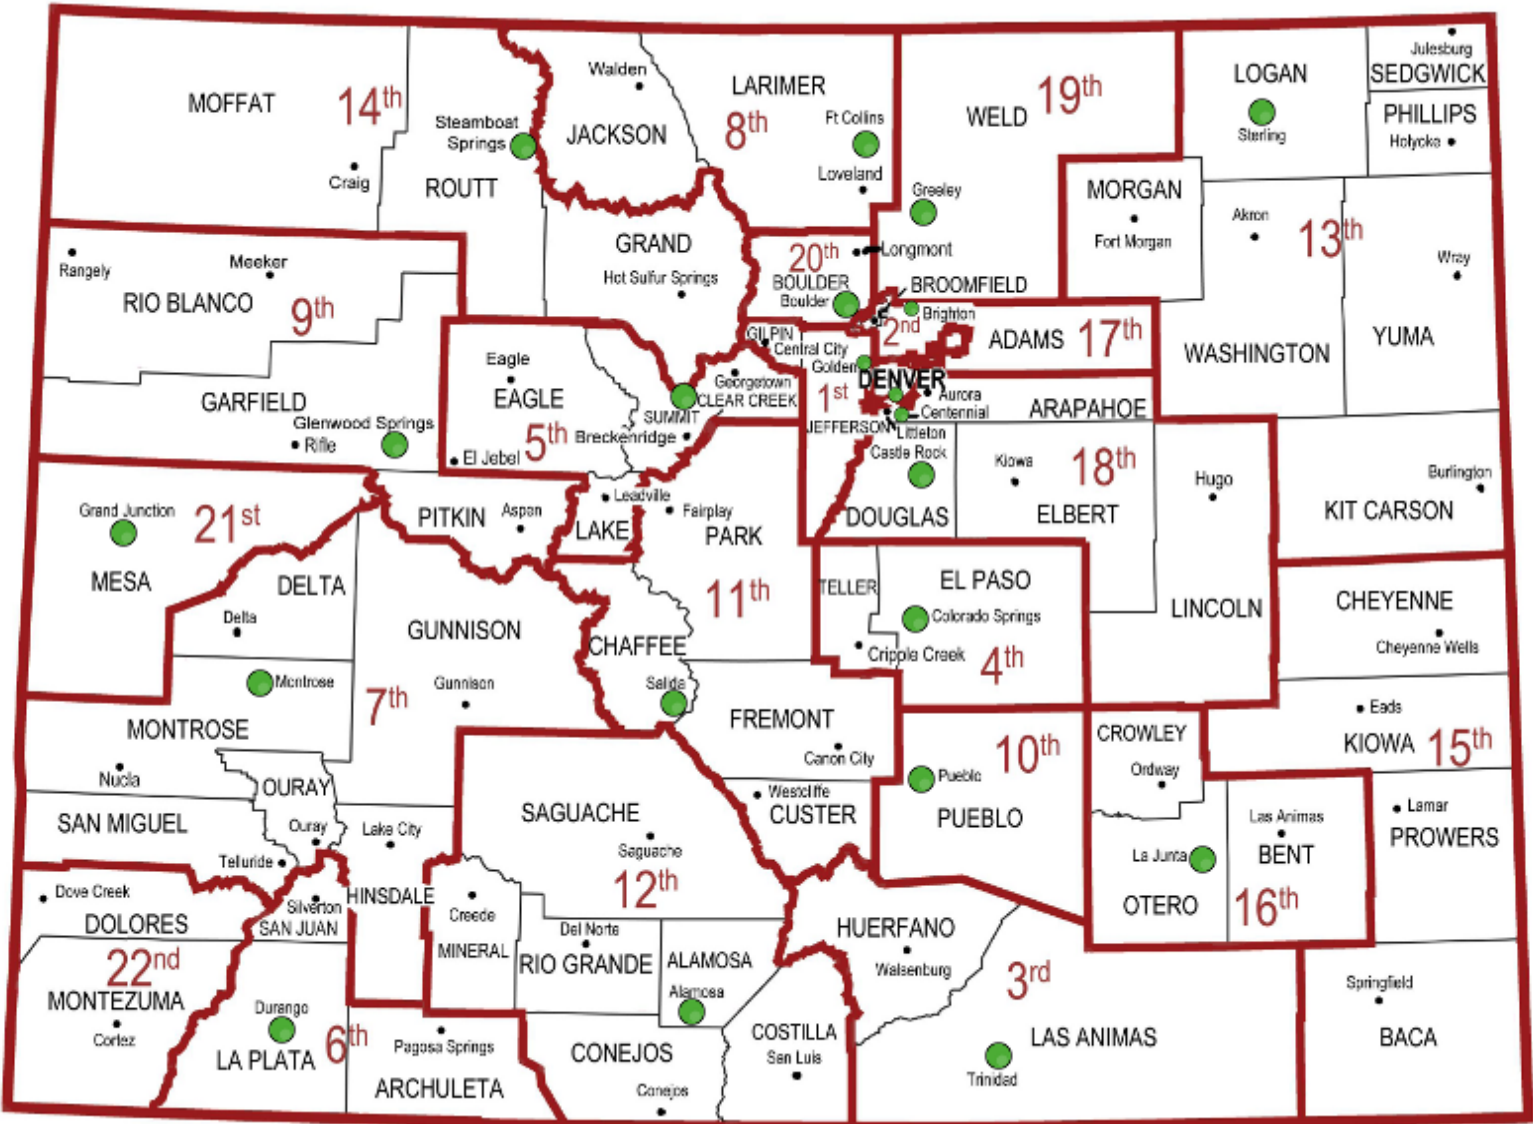 Julesburg
SEDGWICK
LOGAN
Walden
LARIMER
MOFFAT
14th
19th
WELD
PHILLIPS
Holyoke
Sterling
Steamboat
Springs
JACKSON
8th
Ft Collins
Loveland
Craig
ROUTT
Greeley
MORGAN
Fort Morgan
Akron
13th
Wray
GRAND
Hot Sulfur Springs
20th
Longmont
BOULDER
Boulder
BROOMFIELD
Rangely
Meeker
RIO BLANCO
9th
Brighton
2nd
ADAMS
17th
WASHINGTON
YUMA
GILPIN
Central City
Golden
Eagle
EAGLE
Georgetown
CLEAR CREEK
DENVER
1st
Aurora
Centennial
ARAPAHOE
GARFIELD
Glenwood Springs
Rifle
SUMMIT
Breckenridge
5th
El Jebel
JEFFERSON
Littleton
Castle Rock
Kiowa
18th
Hugo
Burlington
KIT CARSON
Grand Junction
21st
PITKIN
Aspen
Leadville
LAKE
Fairplay
PARK
DOUGLAS
ELBERT
MESA
DELTA
Delta
11th
TELLER
EL PASO
Colorado Springs
LINCOLN
CHEYENNE
Cheyenne Wells
GUNNISON
CHAFFEE
Cripple Creek
4th
Montrose
7th
Gunnison
Salida
FREMONT
Canon City
MONTROSE
Nucla
CROWLEY
Ordway
Eads
KIOWA
15th
10th
Pueblo
PUEBLO
OURAY
Ouray
SAN MIGUEL
Telluride
Lake City
SAGUACHE
Saguache
Westcliffe
CUSTER
Las Animas
BENT
Lamar
PROWERS
La Junta
OTERO
16th
Dove Creek
DOLORES
Silverton
SAN JUAN
HINSDALE
Creede
MINERAL
12th
Del Norte
RIO GRANDE
ALAMOSA
Alamosa
HUERFANO
Walsenburg
22nd
MONTEZUMA
Cortez
Durango
LA PLATA
6th
Pagosa Springs
ARCHULETA
CONEJOS
Conejos
COSTILLA
San Luis
3rd
LAS ANIMAS
Trinidad
Springfield
BACA